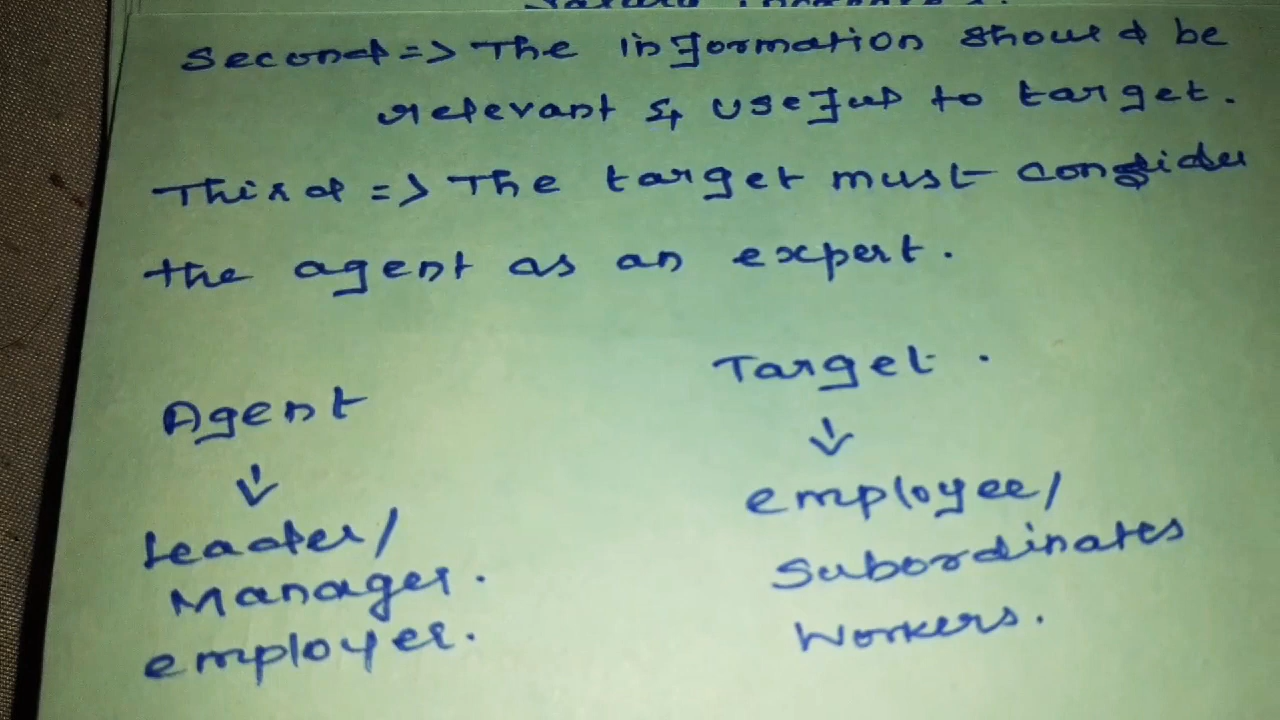 Second => The information should be
relevant & useful to target.
Third => The target must consider
the agent as an expert.
Target.
Agent
↓
↓
employee/
Leader/
Subordinates
Manager.
Workers.
employer.